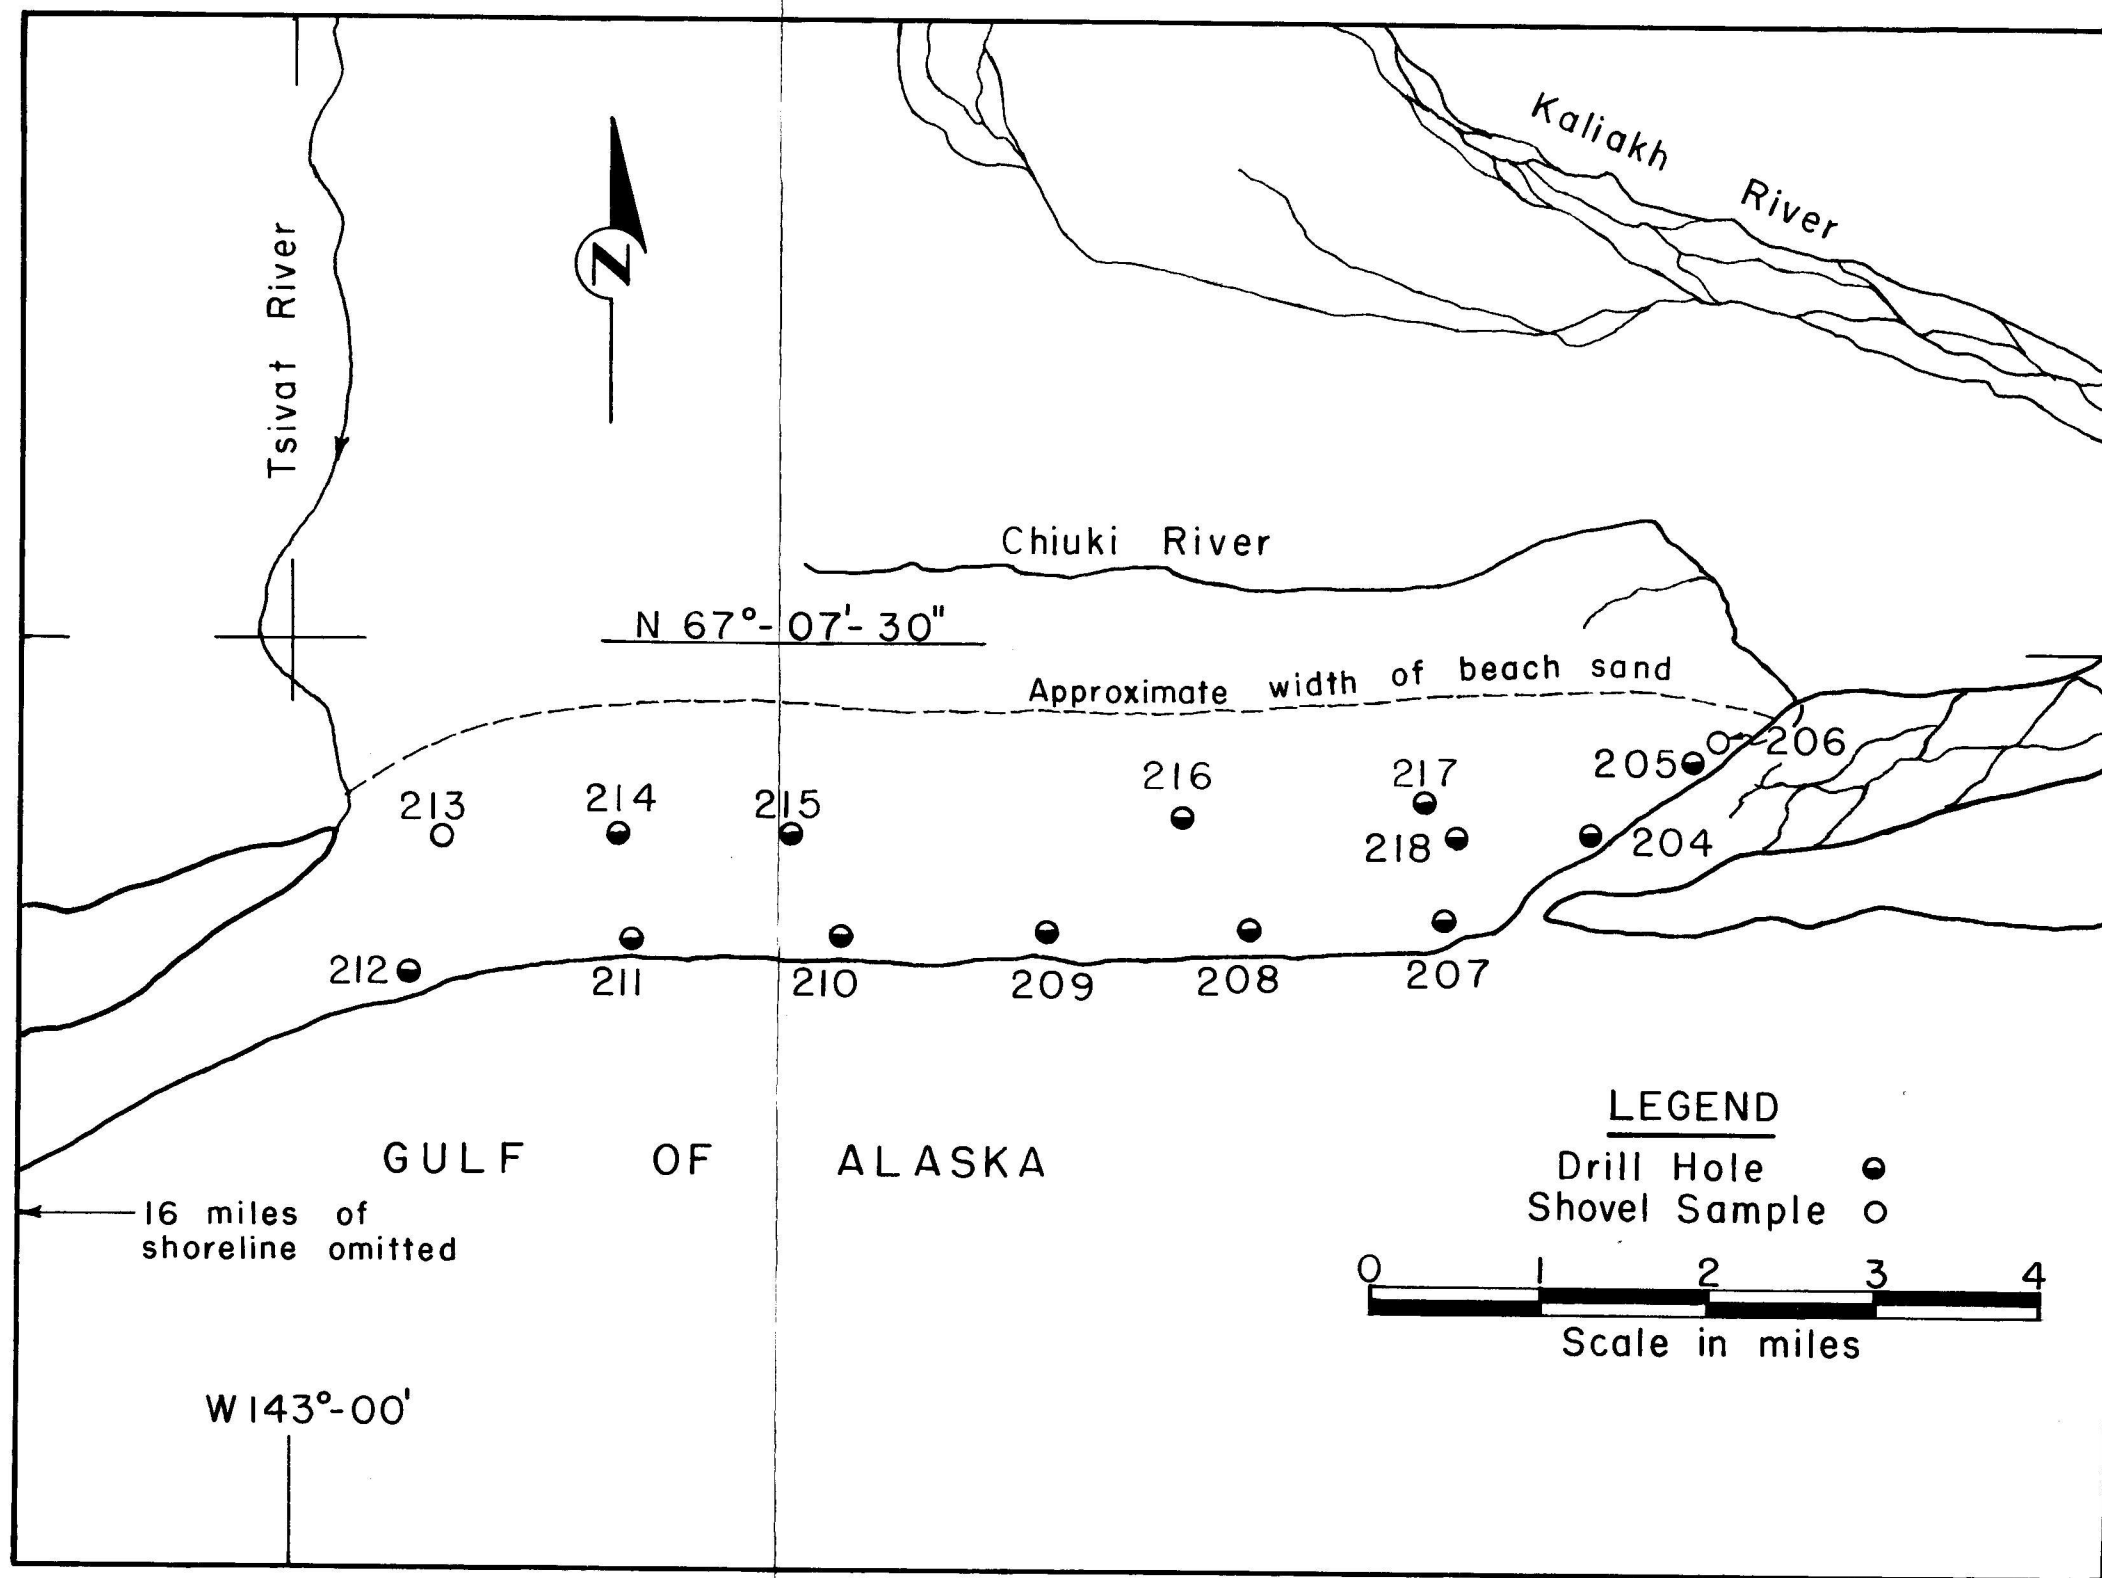 Kaliakh River
Tsivat River
N
Chiuki River
N 67°-07'-30"
Approximate width of beach sand
206
205
216
217
213
214
215
218
204
212
211
210
209
208
207
GULF OF ALASKA
16 miles of
shoreline omitted
LEGEND
Drill Hole
Shovel Sample
0 1 2 3 4
Scale in miles
W 143°-00'